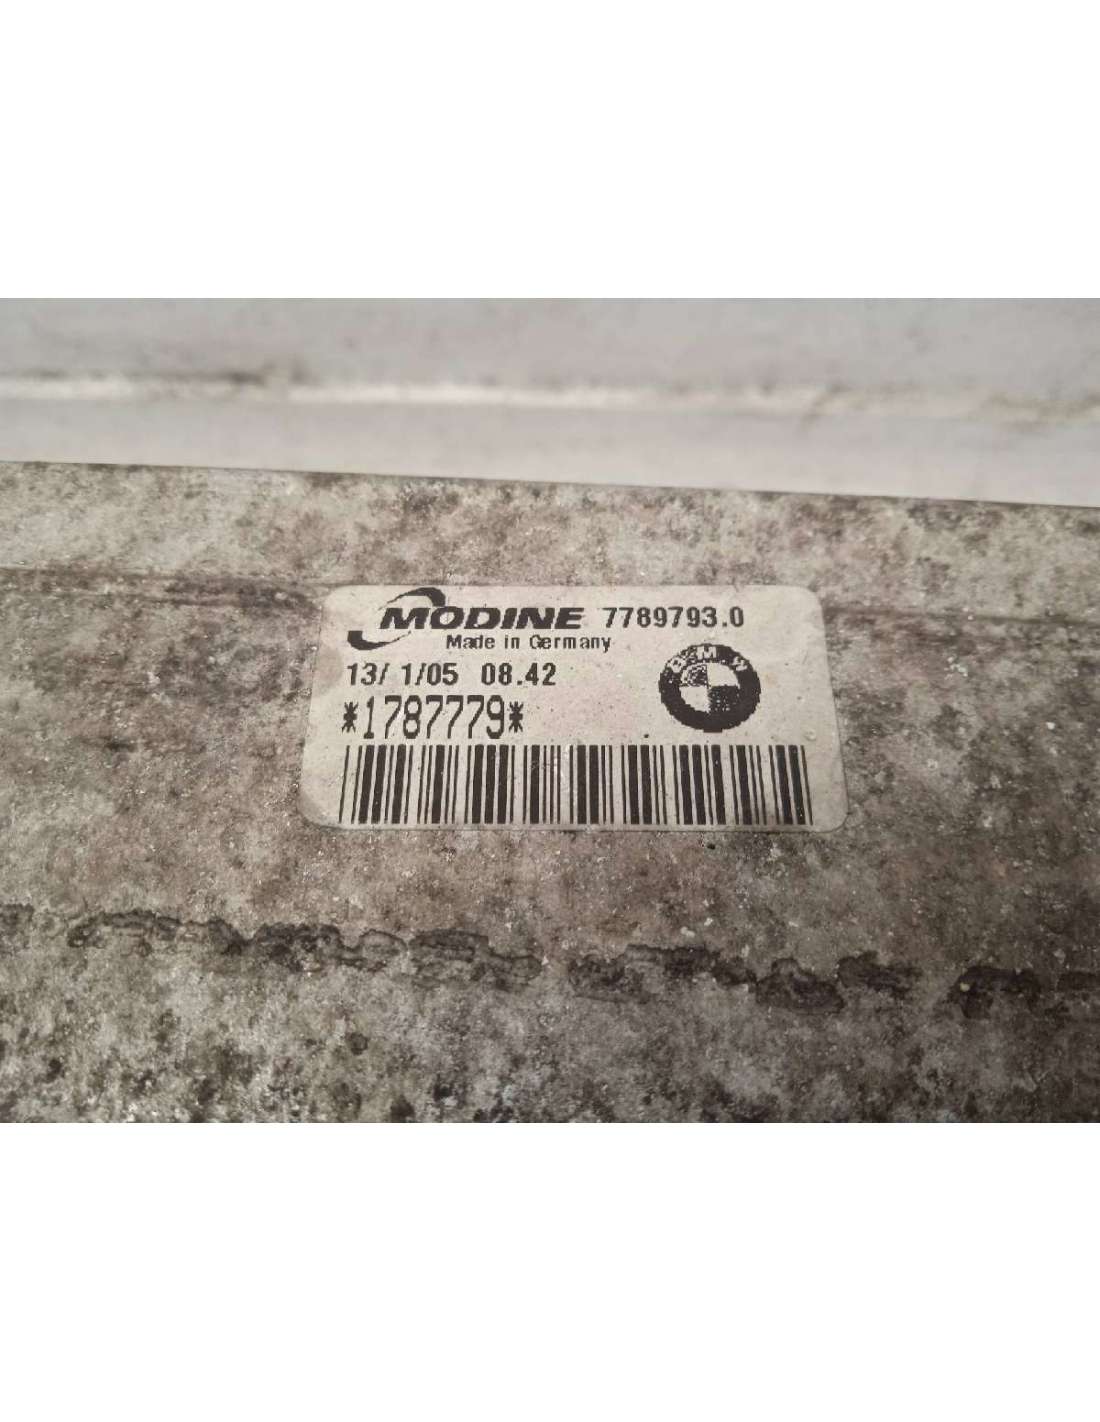 MODINE 7789793.0
Made in Germany
13/ 1/05 08.42
BMW
*1787779*